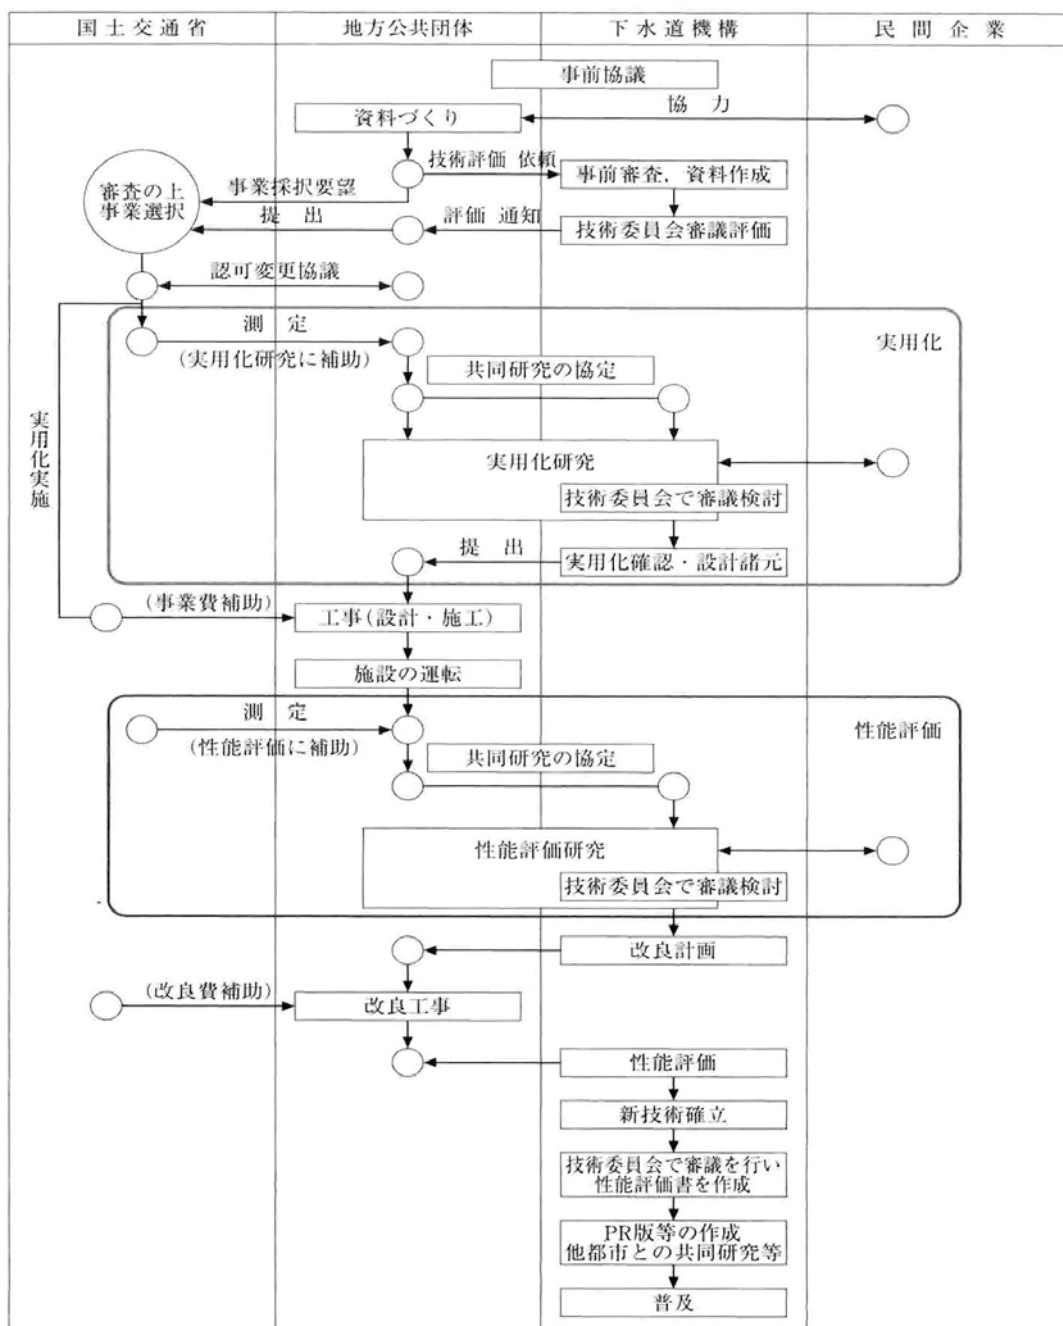 国土交通省
地方公共団体
下水道機構
民間企業
事前協議
協力
資料づくり
技術評価 依頼
事前審査，資料作成
審査の上
事業選択
事業採択要望
提出
評価 通知
技術委員会審議評価
認可変更協議
測定
(実用化研究に補助)
実用化
共同研究の協定
実用化実施
実用化研究
技術委員会で審議検討
提出
実用化確認・設計諸元
(事業費補助)
工事(設計・施工)
施設の運転
測定
(性能評価に補助)
性能評価
共同研究の協定
性能評価研究
技術委員会で審議検討
改良計画
(改良費補助)
改良工事
性能評価
新技術確立
技術委員会で審議を行い
性能評価書を作成
PR版等の作成
他都市との共同研究等
普及